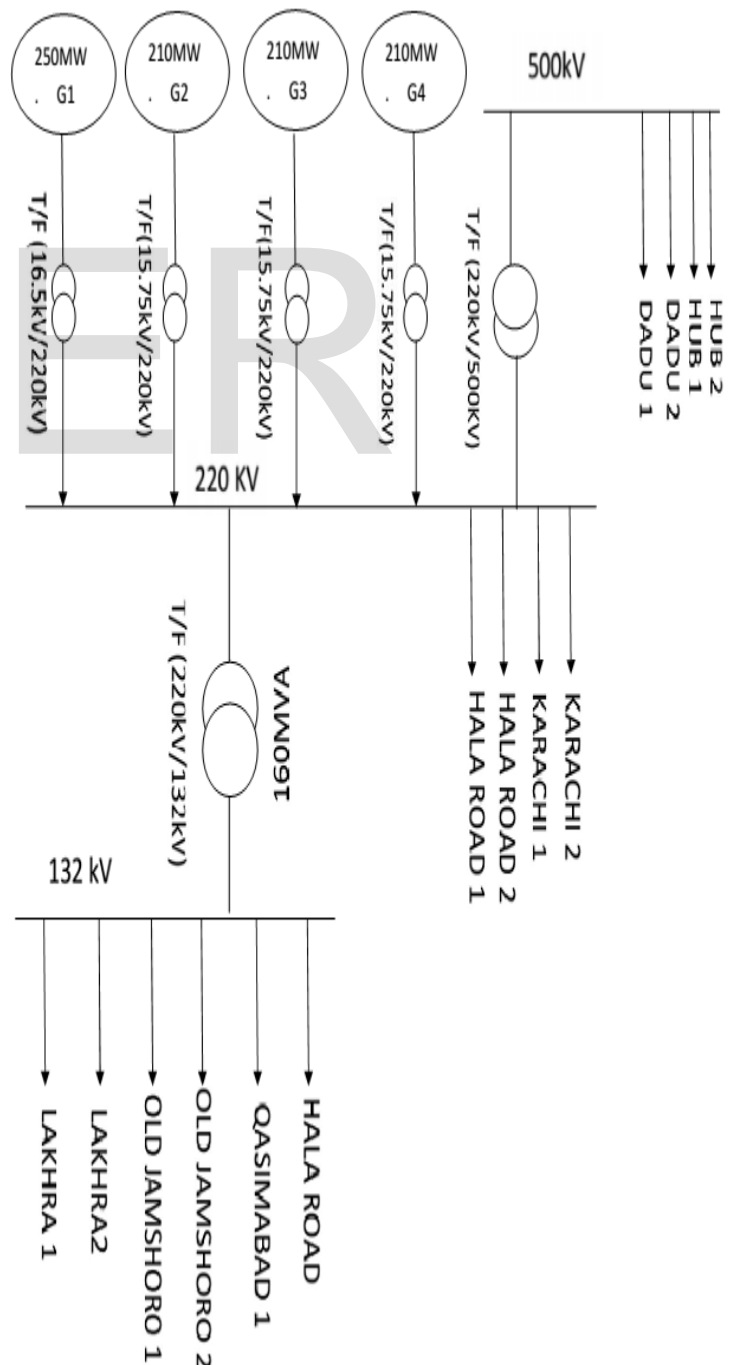 250MW
. G1
210MW
. G2
210MW
. G3
210MW
. G4
500kV
T/F (16.5kV/220kV)
T/F(15.75kV/220kV)
T/F(15.75kV/220kV)
T/F(15.75kV/220kV)
T/F (220kV/500KV)
DADU 1
DADU 2
HUB 1
HUB 2
ER
220 KV
T/F (220kV/132kV)
160MVA
HALA ROAD 1
HALA ROAD 2
KARACHI 1
KARACHI 2
132 kV
LAKHRA 1
LAKHRA2
OLD JAMSHORO 1
OLD JAMSHORO 2
QASIMABAD 1
HALA ROAD